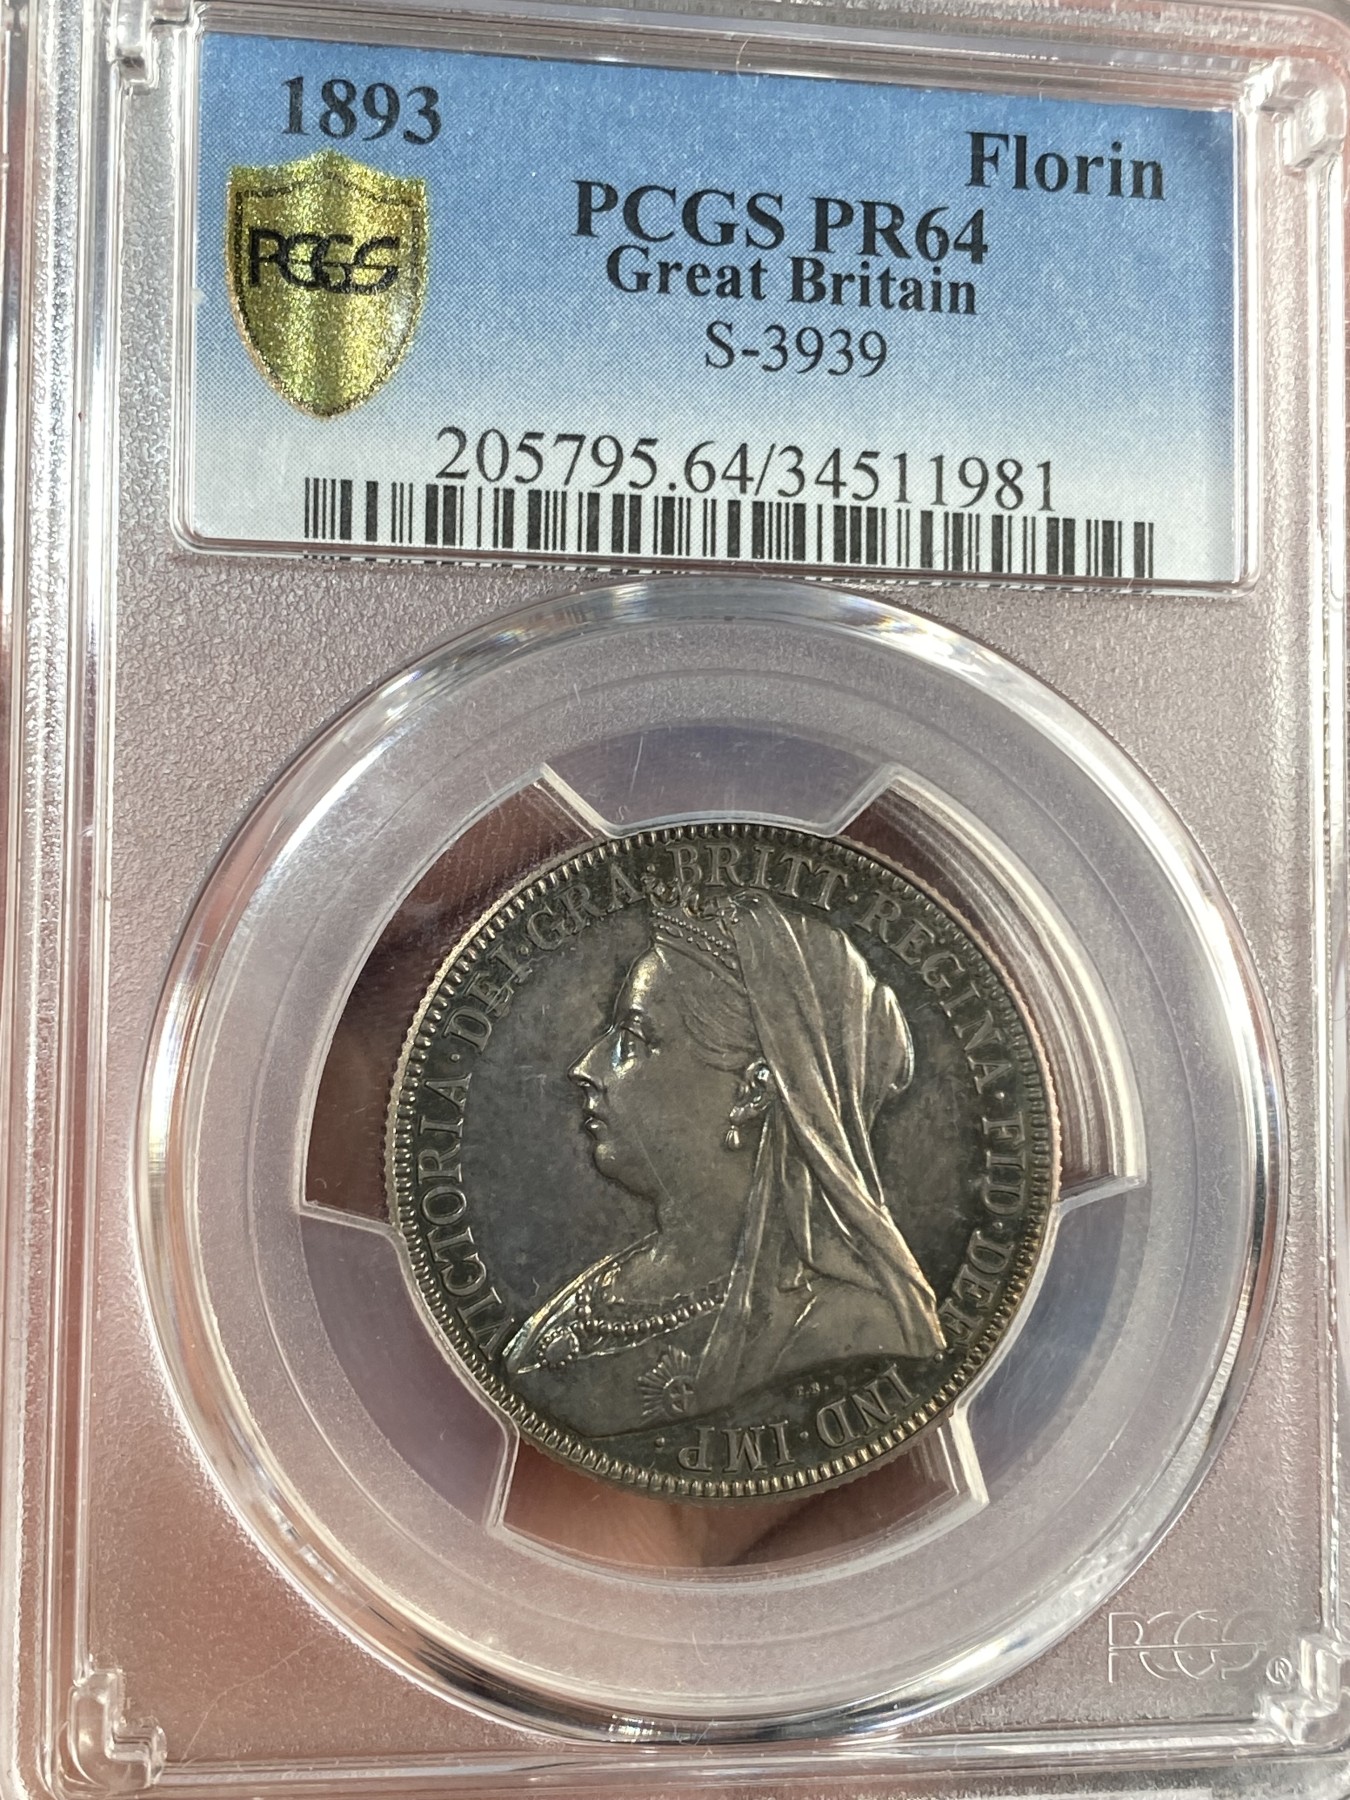 1893
Florin
PCGS
PCGS PR64
Great Britain
S-3939
205795.64/34511981
VICTORIA · DEI · GRA · BRITT · REGINA · FID · DEF ·
IND · IMP :
PCGS ®